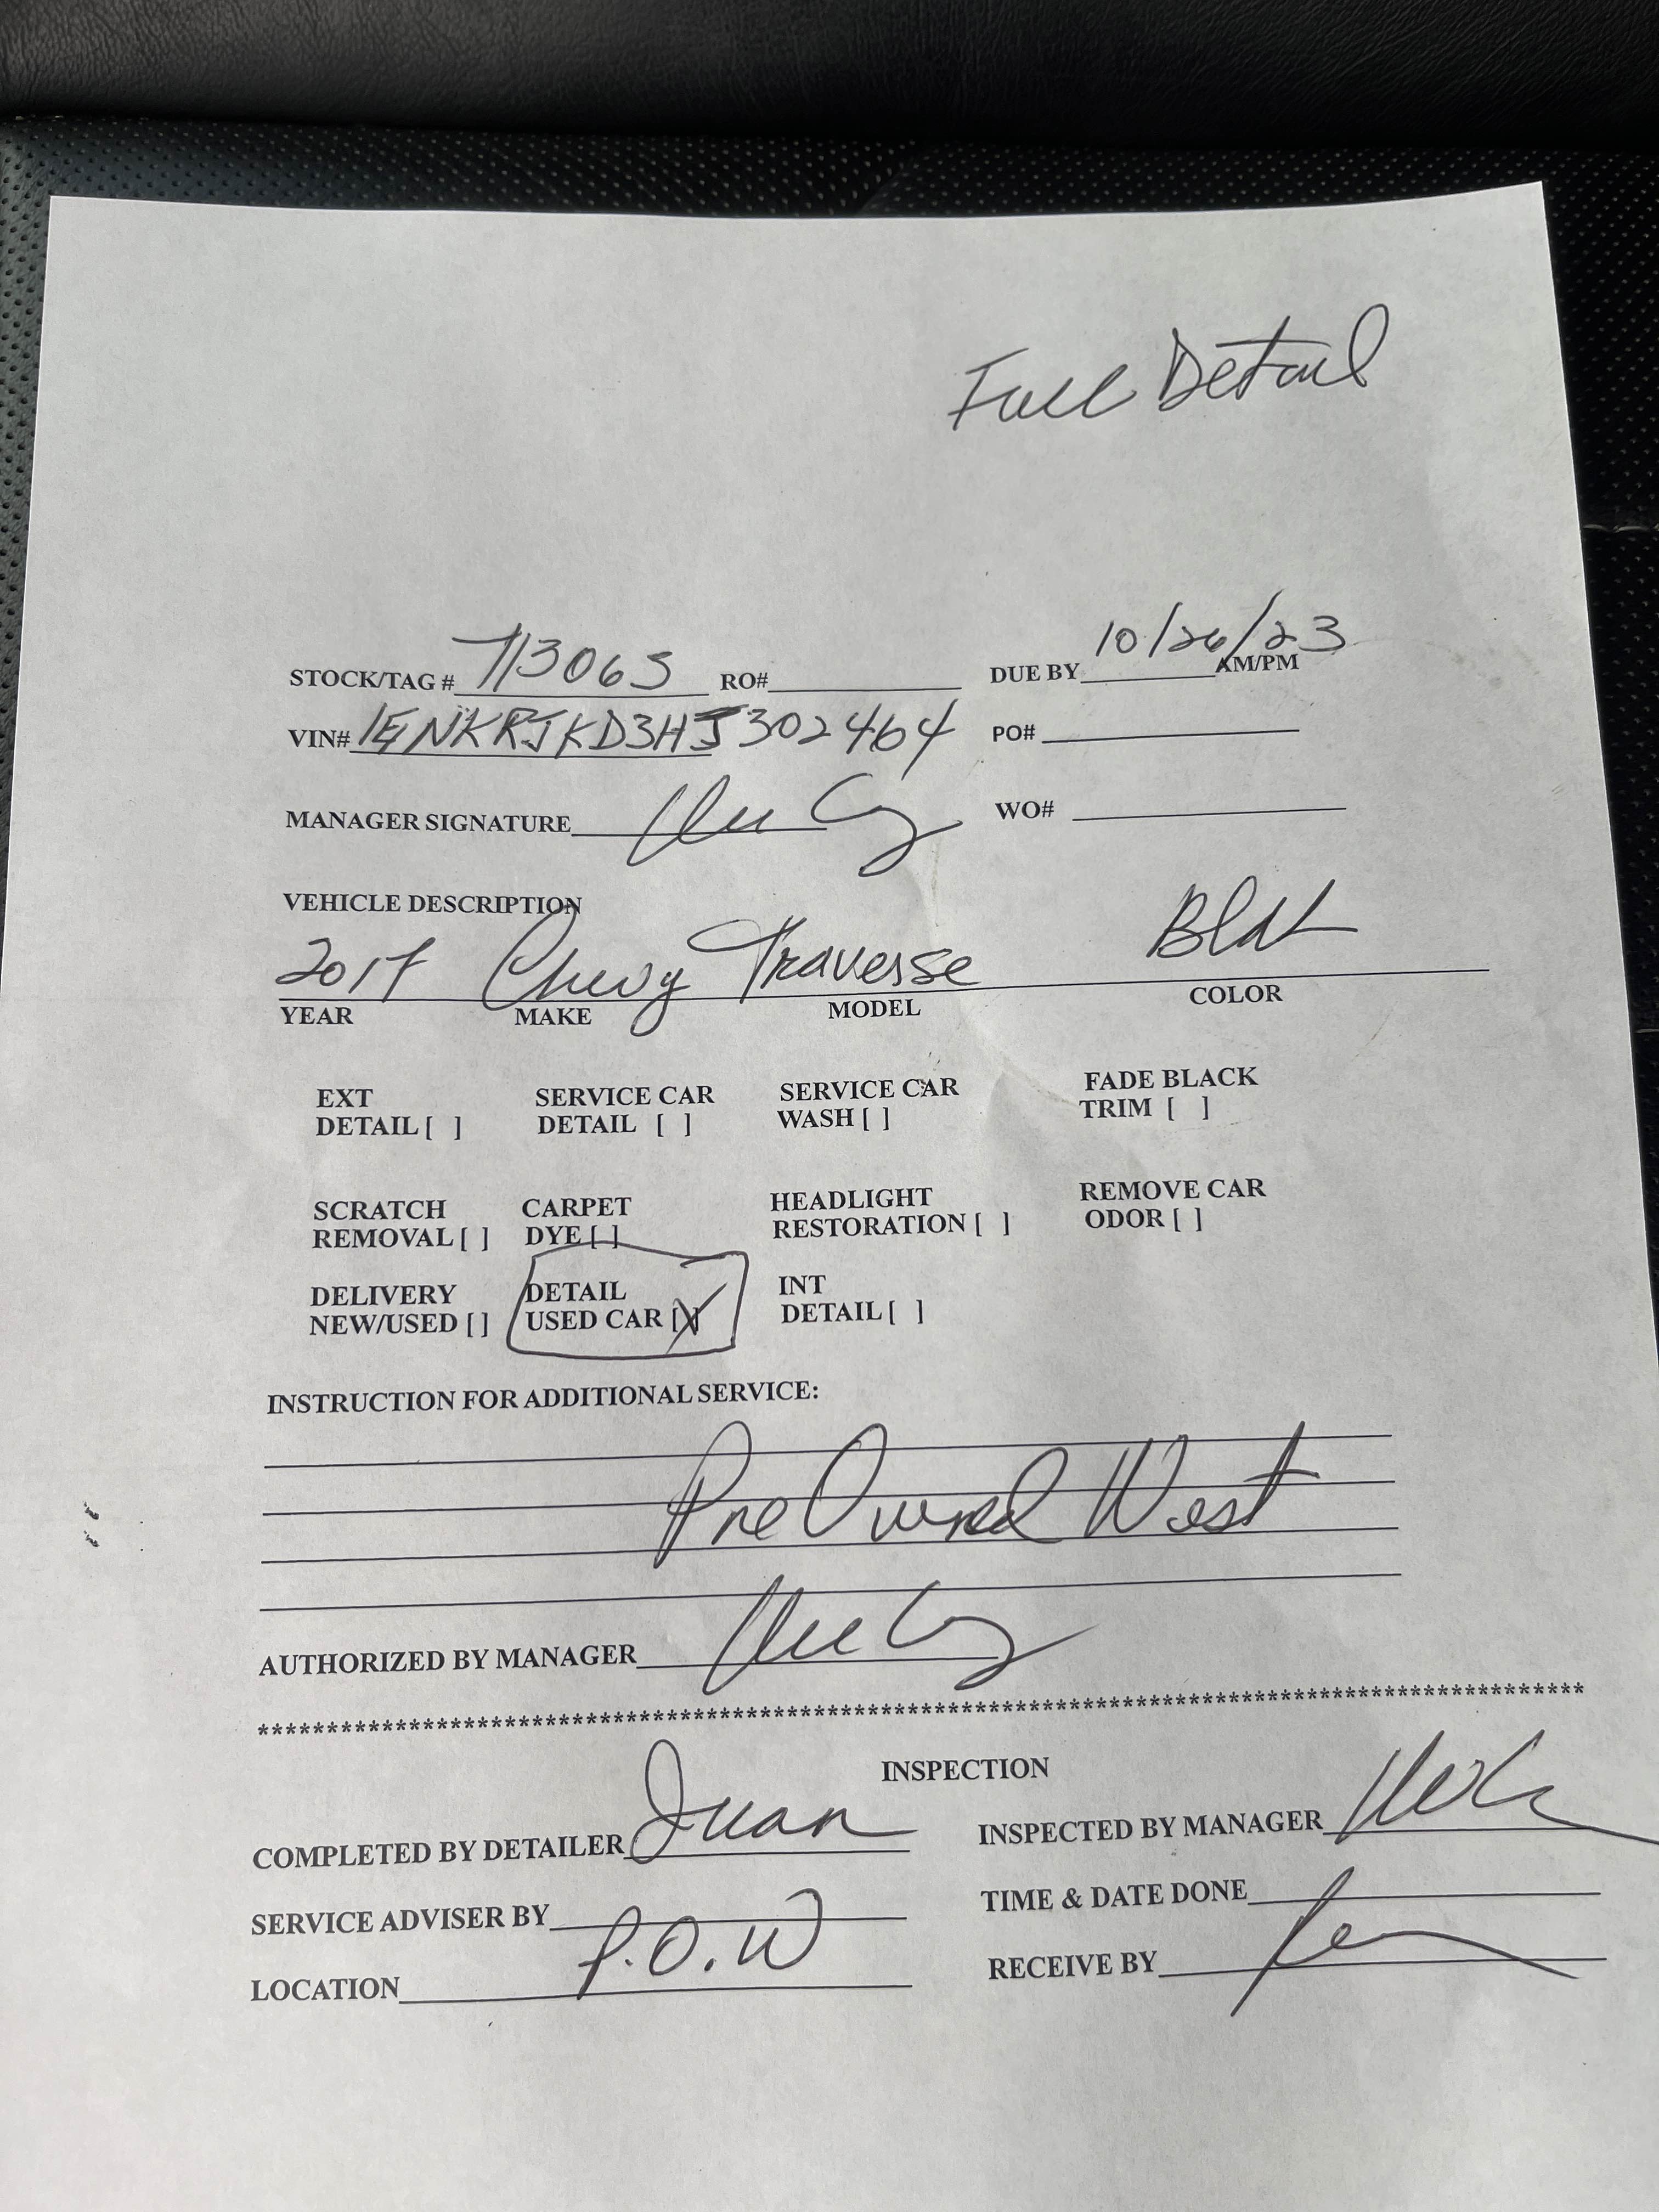 Full Detail
STOCK/TAG # 713065 RO# DUE BY 10/26/23 AM/PM
VIN# 1GNKRJKD3HJ302464 PO#
MANAGER SIGNATURE WO#
VEHICLE DESCRIPTION
2017 Chevy Traverse
YEAR MAKE MODEL COLOR
EXT SERVICE CAR SERVICE CAR FADE BLACK
DETAIL [ ] DETAIL [ ] WASH [ ] TRIM [ ]
SCRATCH CARPET HEADLIGHT REMOVE CAR
REMOVAL [ ] DYE [ ] RESTORATION [ ] ODOR [ ]
DELIVERY DETAIL INT
NEW/USED [ ] USED CAR [X] DETAIL [ ]
INSTRUCTION FOR ADDITIONAL SERVICE:
Pre Owned West
AUTHORIZED BY MANAGER
************************************************************************************************
INSPECTION
COMPLETED BY DETAILER Juan INSPECTED BY MANAGER
SERVICE ADVISER BY TIME & DATE DONE
LOCATION P.O.W RECEIVE BY